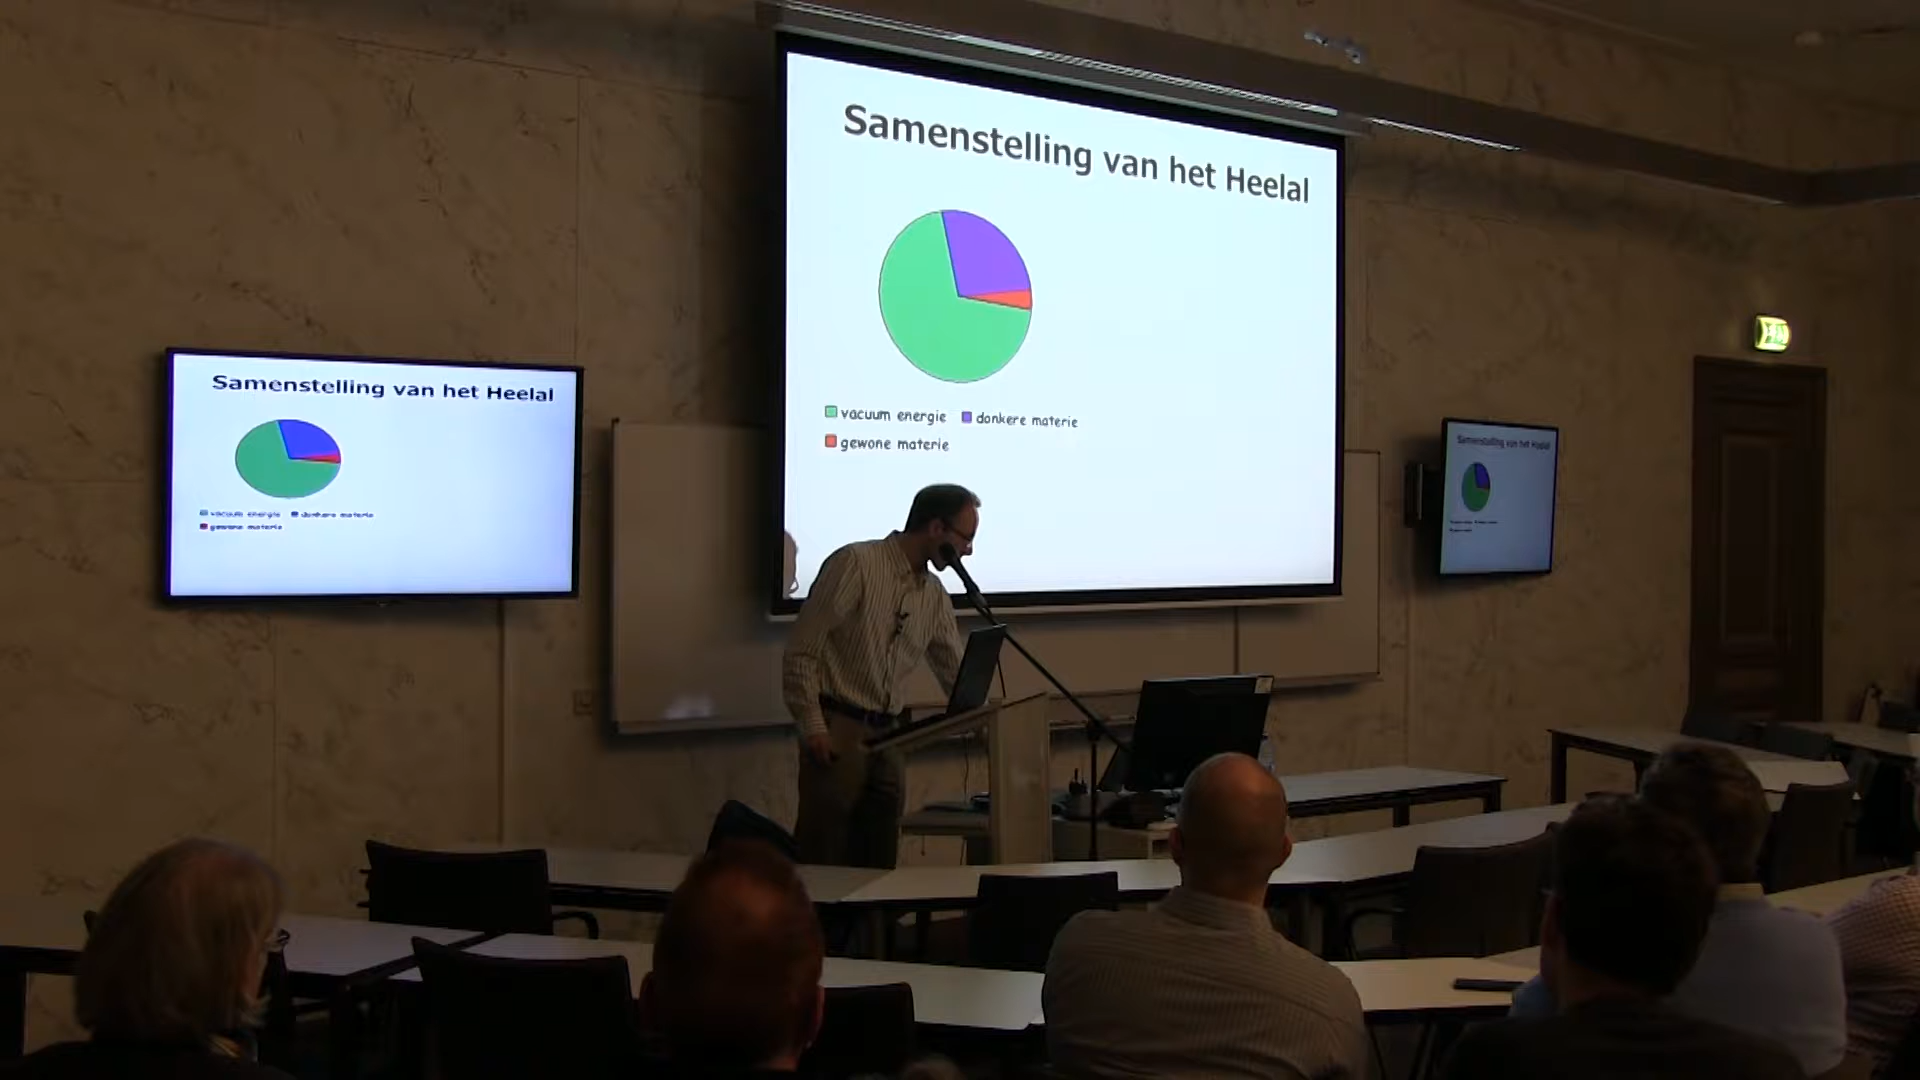 Samenstelling van het Heelal
vacuum energie donkere materie
gewone materie
Samenstelling van het Heelal
vacuum energie donkere materie
gewone materie
Samenstelling van het Heelal